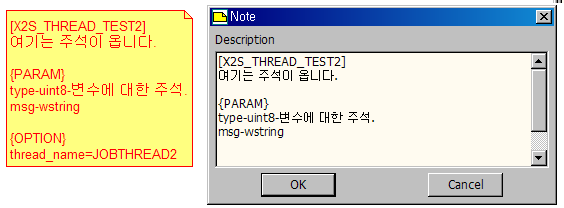 [X2S_THREAD_TEST2]
여기는 주석이 옵니다.
{PARAM}
type-uint8-변수에 대한 주석.
msg-wstring
{OPTION}
thread_name=JOBTHREAD2
Note
Description
[X2S_THREAD_TEST2]
여기는 주석이 옵니다.
{PARAM}
type-uint8-변수에 대한 주석.
msg-wstring
OK
Cancel